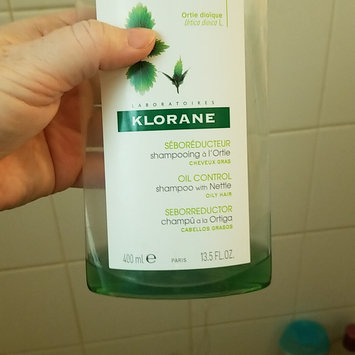 Ortie dioïque
Urtica dioica L.
LABORATOIRES
KLORANE
SÉBORÉDUCTEUR
shampooing à l'Ortie
CHEVEUX GRAS
OIL CONTROL
shampoo with Nettle
OILY HAIR
SEBORREDUCTOR
champú a la Ortiga
CABELLOS GRASOS
400 ml e
PARIS
13.5 FL.OZ.